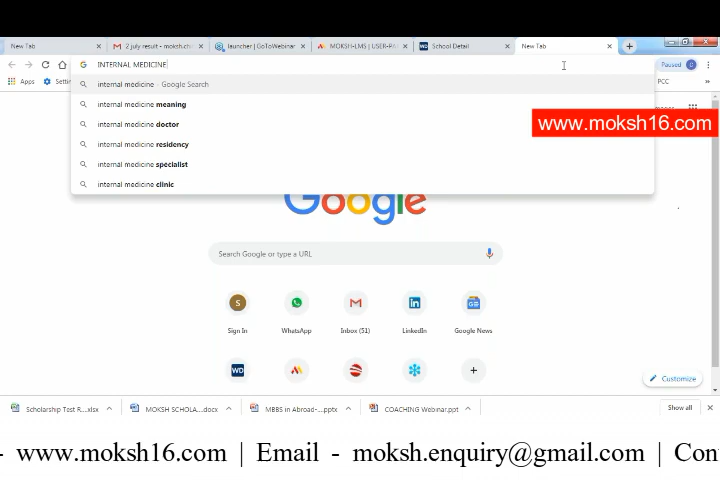 New Tab
2 july result - moksh.che
launcher | GoToWebinar
MOKSH-LMS | USER-PA
School Detail
New Tab
INTERNAL MEDICINE
Paused
Apps
PCC
internal medicine - Google Search
internal medicine meaning
internal medicine doctor
internal medicine residency
internal medicine specialist
internal medicine clinic
www.moksh16.com
Google
Search Google or type a URL
Sign In
WhatsApp
Inbox (51)
LinkedIn
Google News
Customize
Scholarship Test R....xlsx
MOKSH SCHOLA....docx
MBBS in Abroad-....pptx
COACHING Webinar.ppt
Show all
- www.moksh16.com | Email - moksh.enquiry@gmail.com | Con